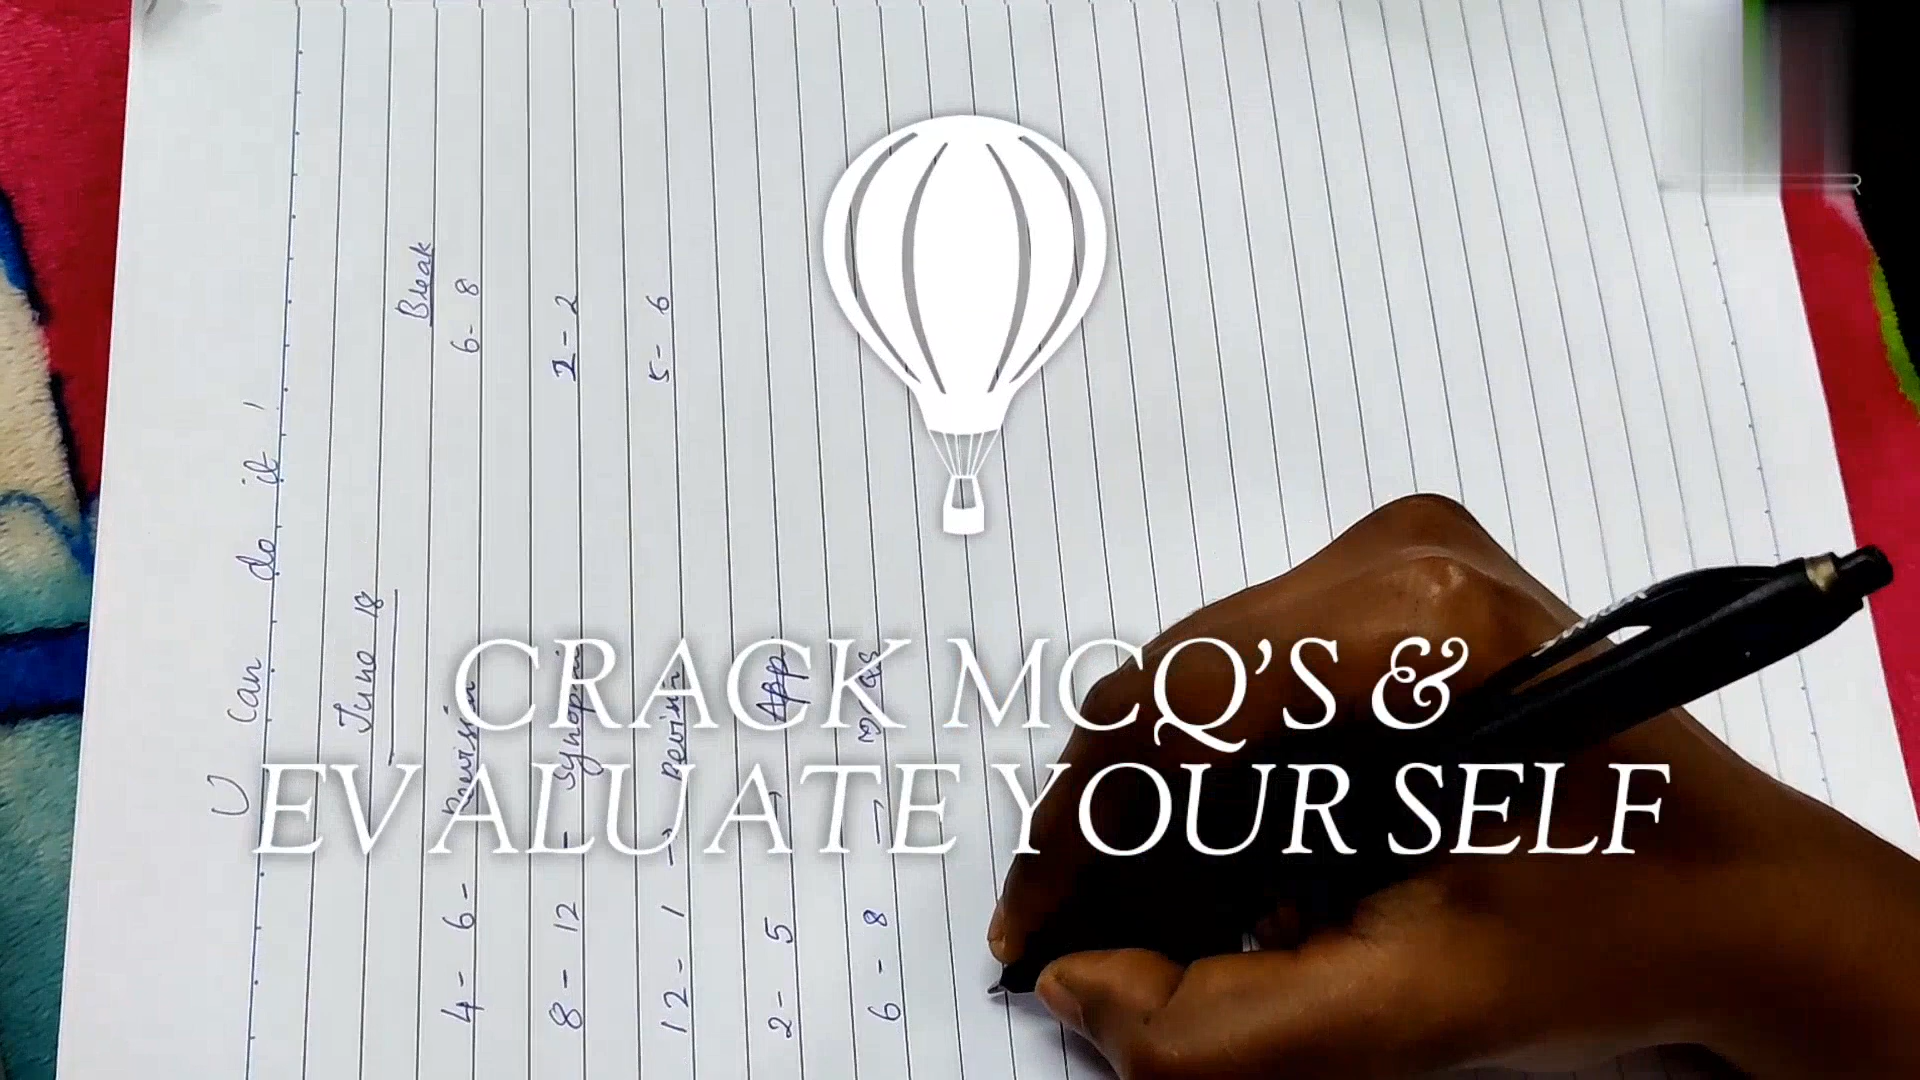 U can do it !
June 18
Break
4 - 6 - Revision 6 - 8
8 - 12 - Synopsis 2 - 2
12 - 1 → Revision 5 - 6
2 - 5 → App
6 - 8 →
CRACK MCQ'S &
EVALUATE YOUR SELF